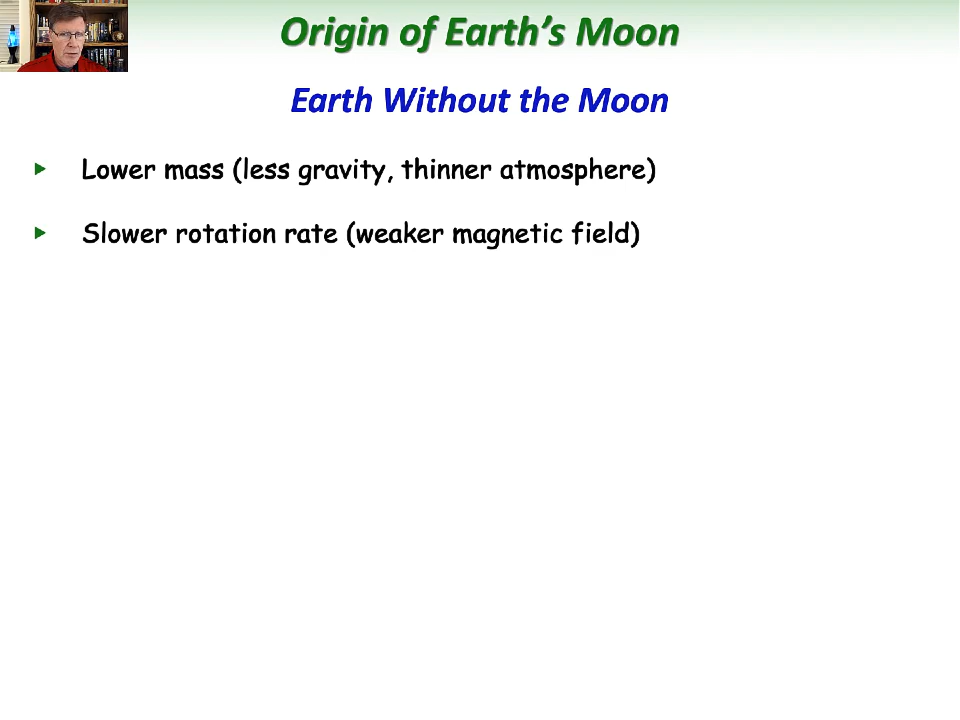 Origin of Earth's Moon
Earth Without the Moon
Lower mass (less gravity, thinner atmosphere)
Slower rotation rate (weaker magnetic field)